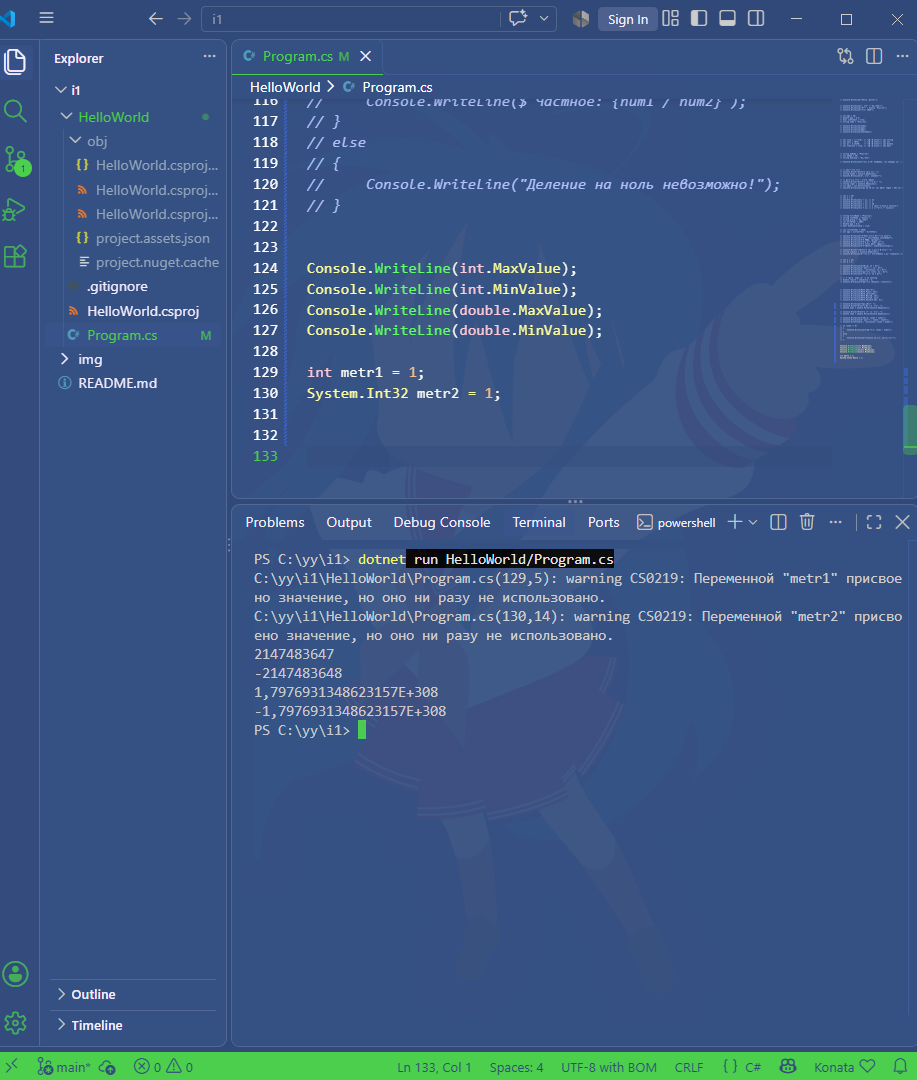 i1
Sign In
Explorer
i1
HelloWorld
obj
HelloWorld.csproj...
HelloWorld.csproj...
HelloWorld.csproj...
project.assets.json
project.nuget.cache
.gitignore
HelloWorld.csproj
Program.cs M
img
README.md
Outline
Timeline
1
Program.cs M
HelloWorld > Program.cs
116 //     Console.WriteLine($"Частное: {num1 / num2}");
117 // }
118 // else
119 // {
120 //     Console.WriteLine("Деление на ноль невозможно!");
121 // }
122
123
124 Console.WriteLine(int.MaxValue);
125 Console.WriteLine(int.MinValue);
126 Console.WriteLine(double.MaxValue);
127 Console.WriteLine(double.MinValue);
128
129 int metr1 = 1;
130 System.Int32 metr2 = 1;
131
132
133
Problems Output Debug Console Terminal Ports powershell
PS C:\yy\i1> dotnet run HelloWorld/Program.cs
C:\yy\i1\HelloWorld\Program.cs(129,5): warning CS0219: Переменной "metr1" присвое
но значение, но оно ни разу не использовано.
C:\yy\i1\HelloWorld\Program.cs(130,14): warning CS0219: Переменной "metr2" присво
ено значение, но оно ни разу не использовано.
2147483647
-2147483648
1,7976931348623157E+308
-1,7976931348623157E+308
PS C:\yy\i1>
main* 0 0 Ln 133, Col 1 Spaces: 4 UTF-8 with BOM CRLF {} C# Konata